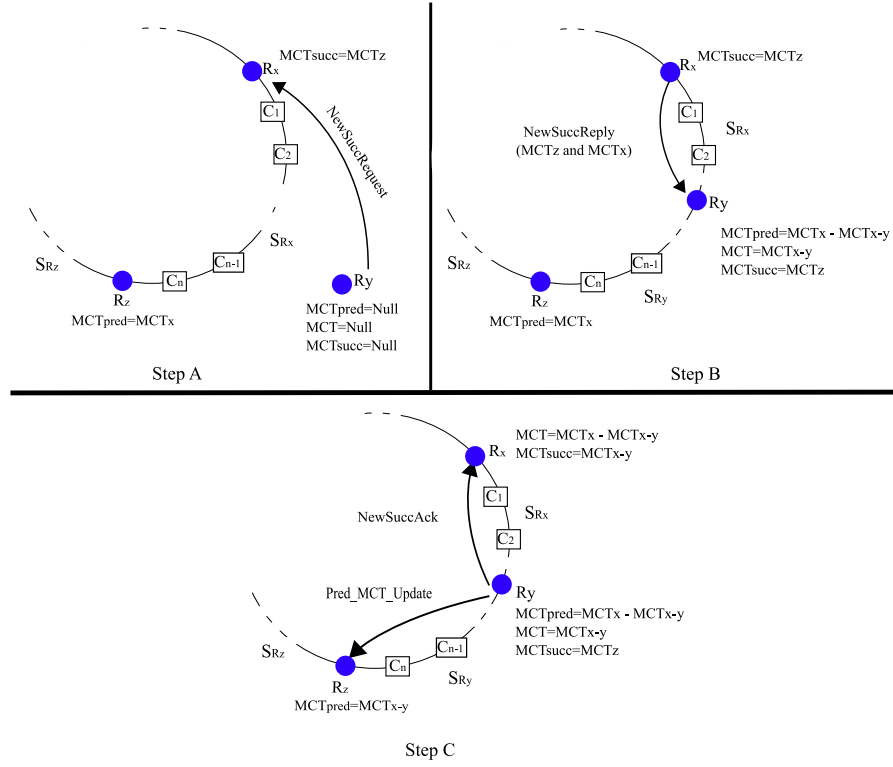 MCTsucc=MCTz
Rx
C1
NewSuccRequest
C2
SRx
SRz
Cn-1
Cn
Rz
MCTpred=MCTx
Ry
MCTpred=Null
MCT=Null
MCTsucc=Null
Step A
MCTsucc=MCTz
Rx
C1
SRx
NewSuccReply
(MCTz and MCTx)
C2
Ry
MCTpred=MCTx - MCTx-y
MCT=MCTx-y
MCTsucc=MCTz
SRz
Cn-1
Cn
SRy
Rz
MCTpred=MCTx
Step B
MCT=MCTx - MCTx-y
MCTsucc=MCTx-y
Rx
C1
SRx
NewSuccAck
C2
Pred_MCT_Update
Ry
MCTpred=MCTx - MCTx-y
MCT=MCTx-y
MCTsucc=MCTz
SRz
Cn-1
Cn
SRy
Rz
MCTpred=MCTx-y
Step C